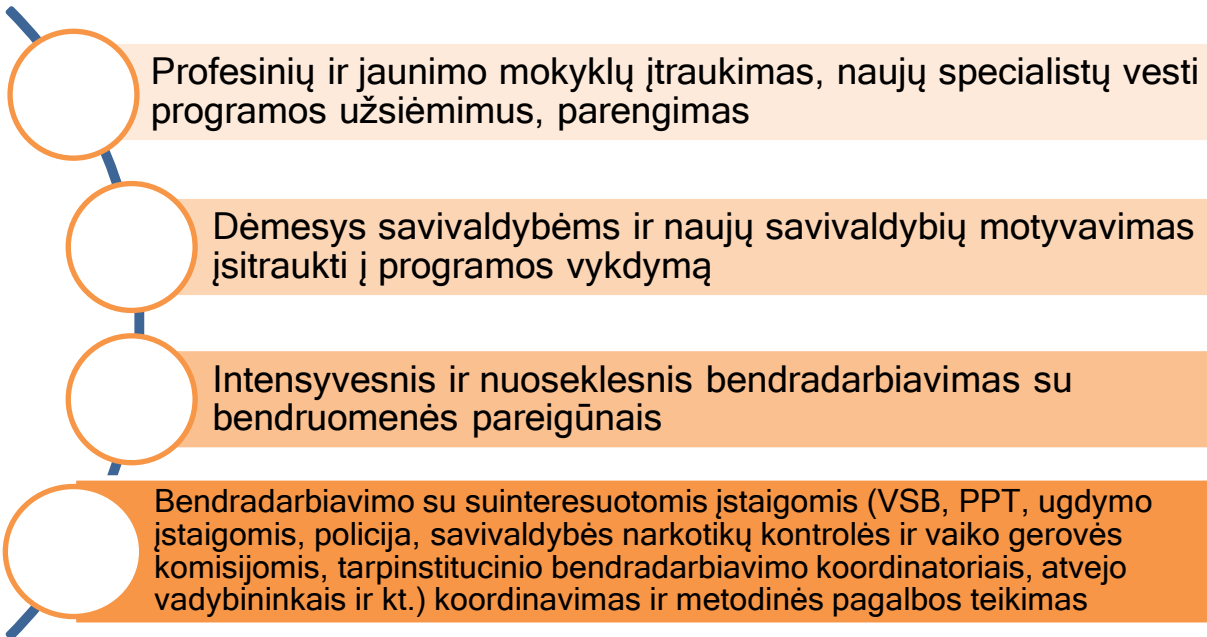 Profesinių ir jaunimo mokyklų įtraukimas, naujų specialistų vesti
programos užsiėmimus, parengimas
Dėmesys savivaldybėms ir naujų savivaldybių motyvavimas
įsitraukti į programos vykdymą
Intensyvesnis ir nuoseklesnis bendradarbiavimas su
bendruomenės pareigūnais
Bendradarbiavimo su suinteresuotomis įstaigomis (VSB, PPT, ugdymo
įstaigomis, policija, savivaldybės narkotikų kontrolės ir vaiko gerovės
komisijomis, tarpinstitucinio bendradarbiavimo koordinatoriais, atvejo
vadybininkais ir kt.) koordinavimas ir metodinės pagalbos teikimas